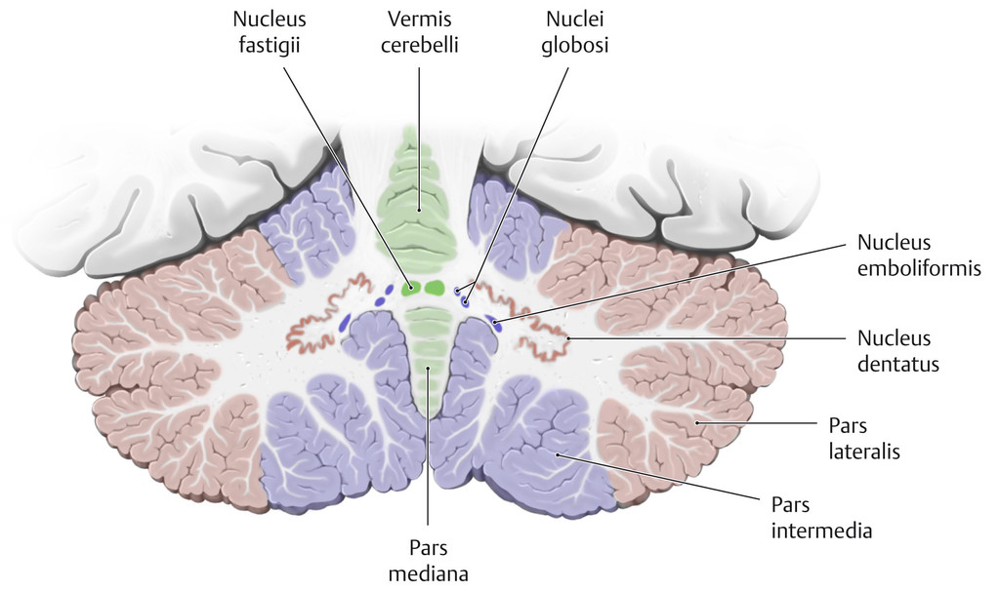 Nucleus
fastigii
Vermis
cerebelli
Nuclei
globosi
Nucleus
emboliformis
Nucleus
dentatus
Pars
lateralis
Pars
intermedia
Pars
mediana